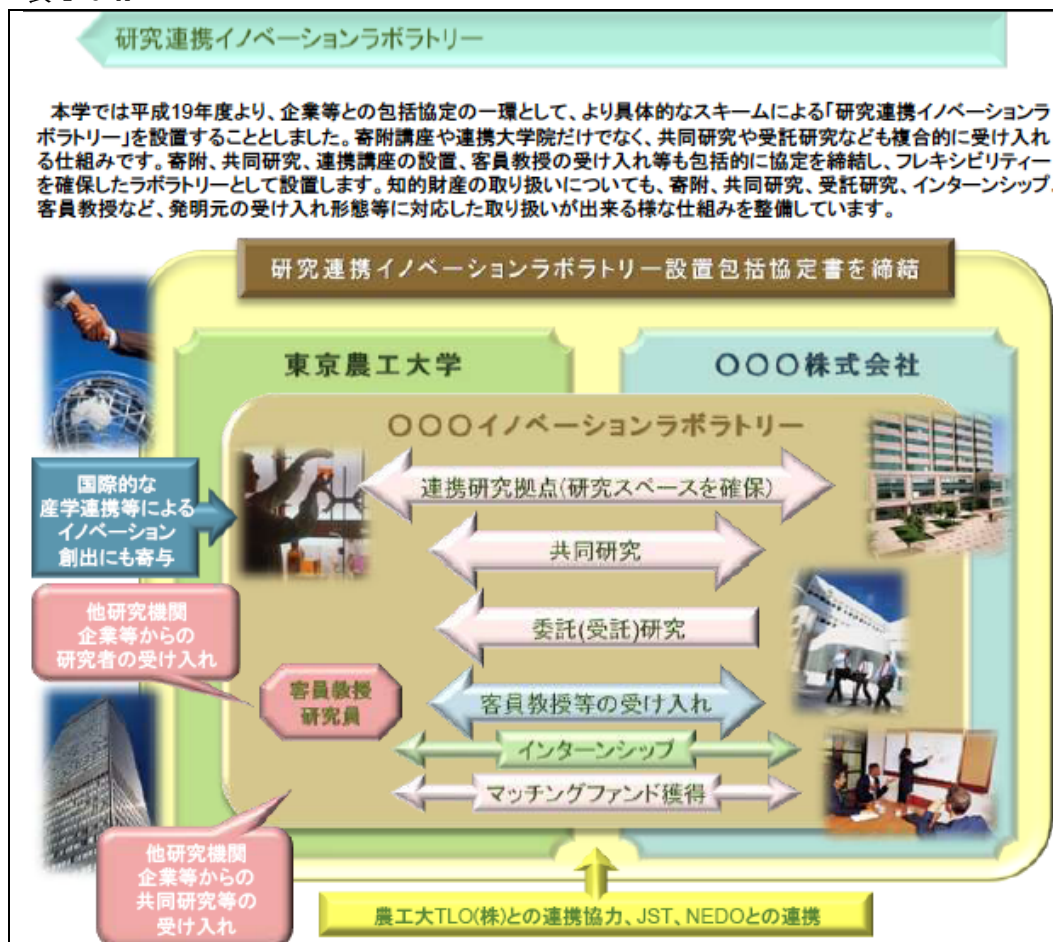 研究連携イノベーションラボラトリー
本学では平成19年度より、企業等との包括協定の一環として、より具体的なスキームによる「研究連携イノベーションラ
ボラトリー」を設置することとしました。寄附講座や連携大学院だけでなく、共同研究や受託研究なども複合的に受け入れ
る仕組みです。寄附、共同研究、連携講座の設置、客員教授の受け入れ等も包括的に協定を締結し、フレキシビリティー
を確保したラボラトリーとして設置します。知的財産の取り扱いについても、寄附、共同研究、受託研究、インターンシップ、
客員教授など、発明元の受け入れ形態等に対応した取り扱いが出来る様な仕組みを整備しています。
研究連携イノベーションラボラトリー設置包括協定書を締結
東京農工大学
〇〇〇株式会社
〇〇〇イノベーションラボラトリー
連携研究拠点(研究スペースを確保)
国際的な
産学連携等による
イノベーション
創出にも寄与
共同研究
委託(受託)研究
他研究機関
企業等からの
研究者の受け入れ
客員教授
研究員
客員教授等の受け入れ
インターンシップ
マッチングファンド獲得
他研究機関
企業等からの
共同研究等の
受け入れ
農工大TLO(株)との連携協力、JST、NEDOとの連携